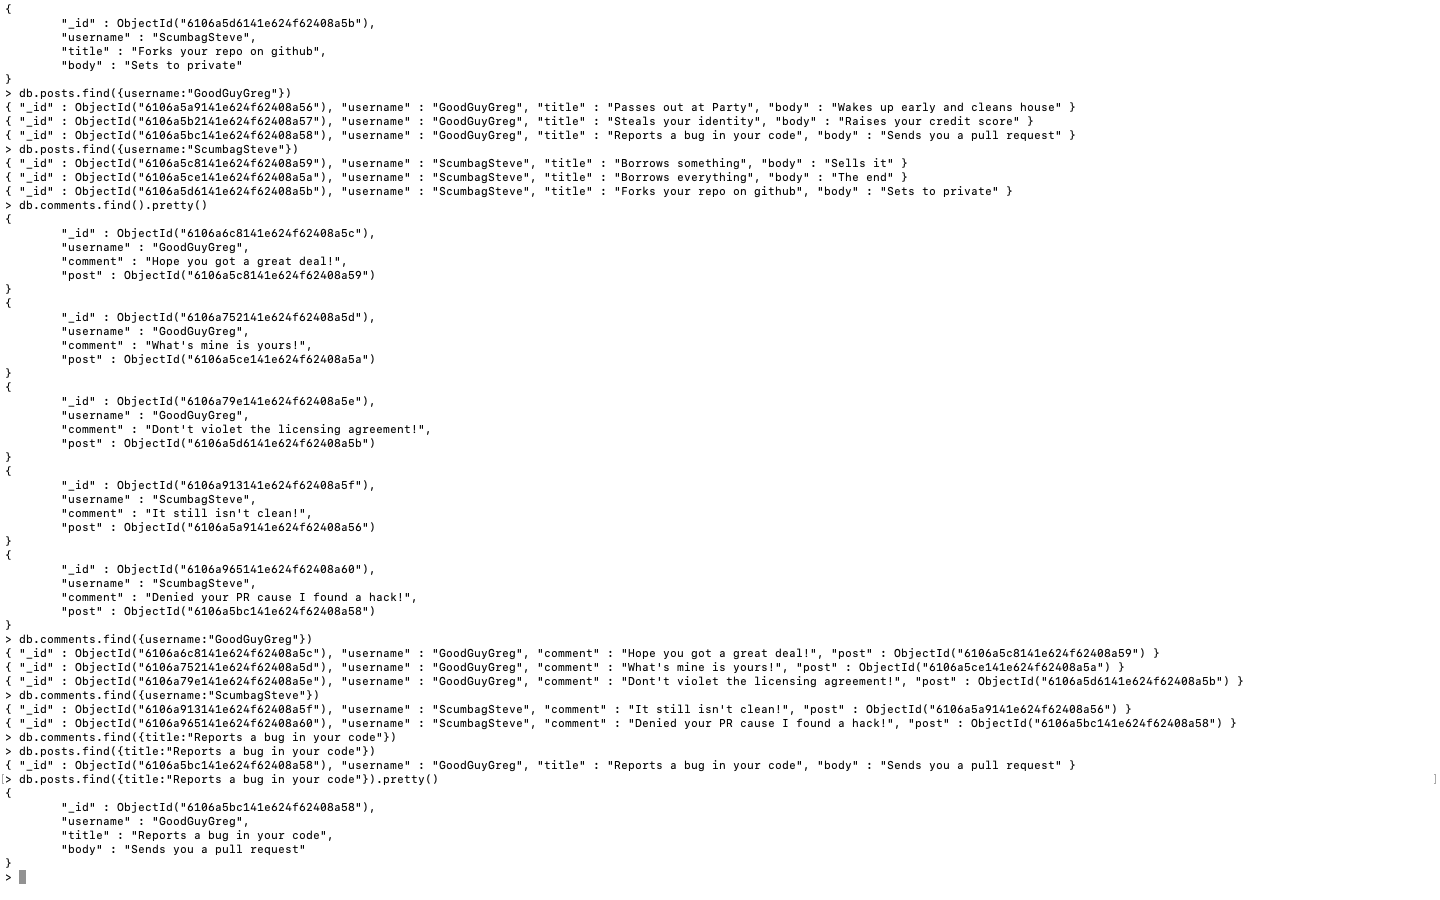 {
        "_id" : ObjectId("6106a5d6141e624f62408a5b"),
        "username" : "ScumbagSteve",
        "title" : "Forks your repo on github",
        "body" : "Sets to private"
}
> db.posts.find({username:"GoodGuyGreg"})
{ "_id" : ObjectId("6106a5a9141e624f62408a56"), "username" : "GoodGuyGreg", "title" : "Passes out at Party", "body" : "Wakes up early and cleans house" }
{ "_id" : ObjectId("6106a5b2141e624f62408a57"), "username" : "GoodGuyGreg", "title" : "Steals your identity", "body" : "Raises your credit score" }
{ "_id" : ObjectId("6106a5bc141e624f62408a58"), "username" : "GoodGuyGreg", "title" : "Reports a bug in your code", "body" : "Sends you a pull request" }
> db.posts.find({username:"ScumbagSteve"})
{ "_id" : ObjectId("6106a5c8141e624f62408a59"), "username" : "ScumbagSteve", "title" : "Borrows something", "body" : "Sells it" }
{ "_id" : ObjectId("6106a5ce141e624f62408a5a"), "username" : "ScumbagSteve", "title" : "Borrows everything", "body" : "The end" }
{ "_id" : ObjectId("6106a5d6141e624f62408a5b"), "username" : "ScumbagSteve", "title" : "Forks your repo on github", "body" : "Sets to private" }
> db.comments.find().pretty()
{
        "_id" : ObjectId("6106a6c8141e624f62408a5c"),
        "username" : "GoodGuyGreg",
        "comment" : "Hope you got a great deal!",
        "post" : ObjectId("6106a5c8141e624f62408a59")
}
{
        "_id" : ObjectId("6106a752141e624f62408a5d"),
        "username" : "GoodGuyGreg",
        "comment" : "What's mine is yours!",
        "post" : ObjectId("6106a5ce141e624f62408a5a")
}
{
        "_id" : ObjectId("6106a79e141e624f62408a5e"),
        "username" : "GoodGuyGreg",
        "comment" : "Dont't violet the licensing agreement!",
        "post" : ObjectId("6106a5d6141e624f62408a5b")
}
{
        "_id" : ObjectId("6106a913141e624f62408a5f"),
        "username" : "ScumbagSteve",
        "comment" : "It still isn't clean!",
        "post" : ObjectId("6106a5a9141e624f62408a56")
}
{
        "_id" : ObjectId("6106a965141e624f62408a60"),
        "username" : "ScumbagSteve",
        "comment" : "Denied your PR cause I found a hack!",
        "post" : ObjectId("6106a5bc141e624f62408a58")
}
> db.comments.find({username:"GoodGuyGreg"})
{ "_id" : ObjectId("6106a6c8141e624f62408a5c"), "username" : "GoodGuyGreg", "comment" : "Hope you got a great deal!", "post" : ObjectId("6106a5c8141e624f62408a59") }
{ "_id" : ObjectId("6106a752141e624f62408a5d"), "username" : "GoodGuyGreg", "comment" : "What's mine is yours!", "post" : ObjectId("6106a5ce141e624f62408a5a") }
{ "_id" : ObjectId("6106a79e141e624f62408a5e"), "username" : "GoodGuyGreg", "comment" : "Dont't violet the licensing agreement!", "post" : ObjectId("6106a5d6141e624f62408a5b") }
> db.comments.find({username:"ScumbagSteve"})
{ "_id" : ObjectId("6106a913141e624f62408a5f"), "username" : "ScumbagSteve", "comment" : "It still isn't clean!", "post" : ObjectId("6106a5a9141e624f62408a56") }
{ "_id" : ObjectId("6106a965141e624f62408a60"), "username" : "ScumbagSteve", "comment" : "Denied your PR cause I found a hack!", "post" : ObjectId("6106a5bc141e624f62408a58") }
> db.comments.find({title:"Reports a bug in your code"})
> db.posts.find({title:"Reports a bug in your code"})
{ "_id" : ObjectId("6106a5bc141e624f62408a58"), "username" : "GoodGuyGreg", "title" : "Reports a bug in your code", "body" : "Sends you a pull request" }
[> db.posts.find({title:"Reports a bug in your code"}).pretty() ]
{
        "_id" : ObjectId("6106a5bc141e624f62408a58"),
        "username" : "GoodGuyGreg",
        "title" : "Reports a bug in your code",
        "body" : "Sends you a pull request"
}
>